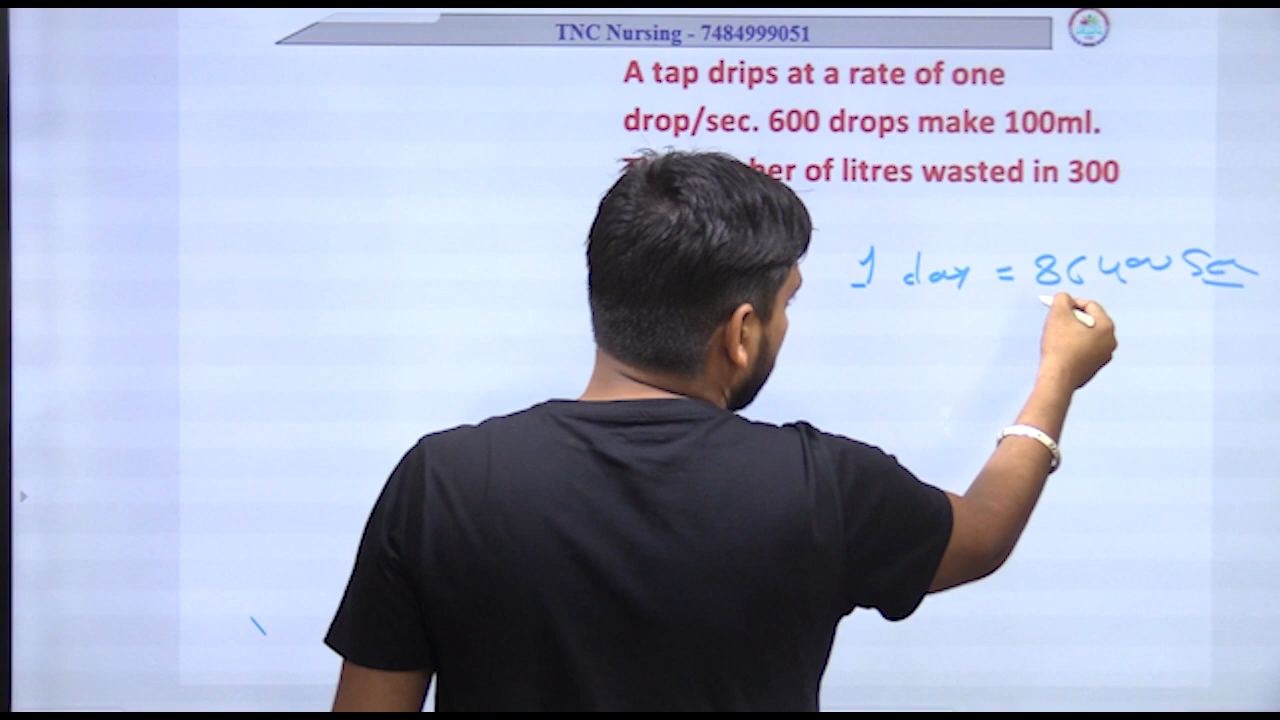 TNC Nursing - 7484999051
A tap drips at a rate of one
drop/sec. 600 drops make 100ml.
of litres wasted in 300
1 day = 86400 Sec